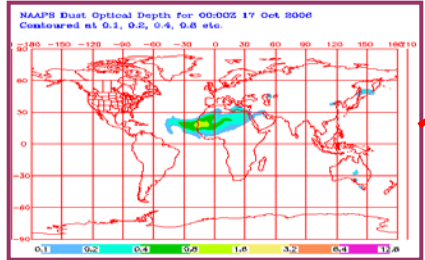 NAAPS Dust Optical Depth for 00:00Z 17 Oct 2006
Contoured at 0.1, 0.2, 0.4, 0.8 etc.
-180 -150 -120 -90 -60 -30 0 30 60 90 120 150 180
90
60
30
0
-30
-60
-90
0.1 0.2 0.4 0.8 1.6 3.2 6.4 12.8